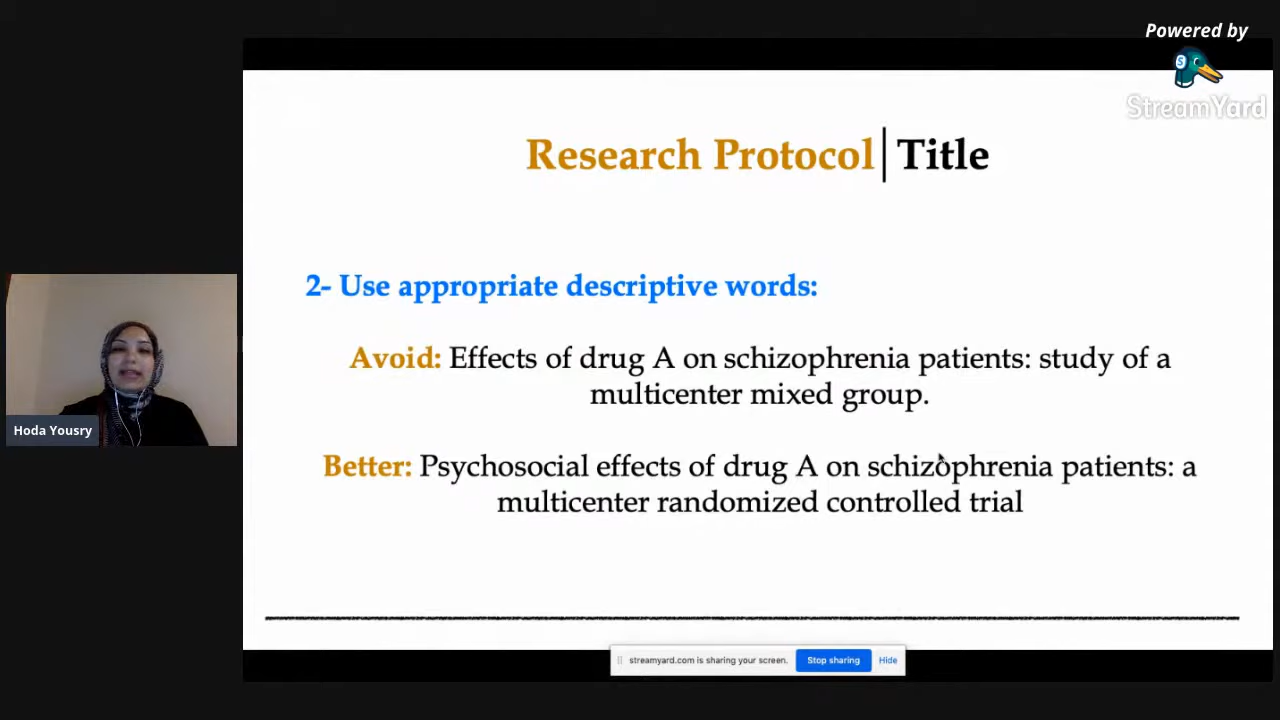 Powered by
StreamYard
Research Protocol Title
2- Use appropriate descriptive words:
Avoid: Effects of drug A on schizophrenia patients: study of a
multicenter mixed group.
Better: Psychosocial effects of drug A on schizophrenia patients: a
multicenter randomized controlled trial
Hoda Yousry
streamyard.com is sharing your screen.
Stop sharing
Hide